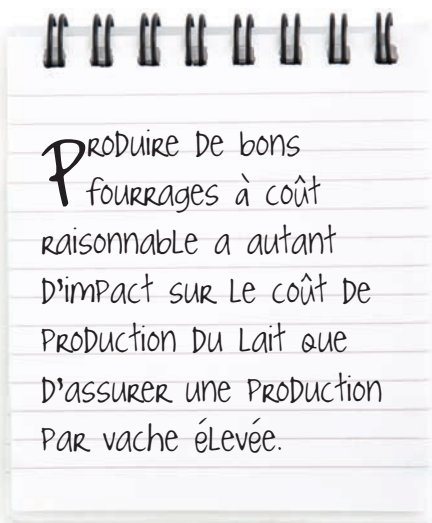 Produire de bons
fourrages à coût
raisonnable a autant
d'impact sur le coût de
production du lait que
d'assurer une production
par vache élevée.